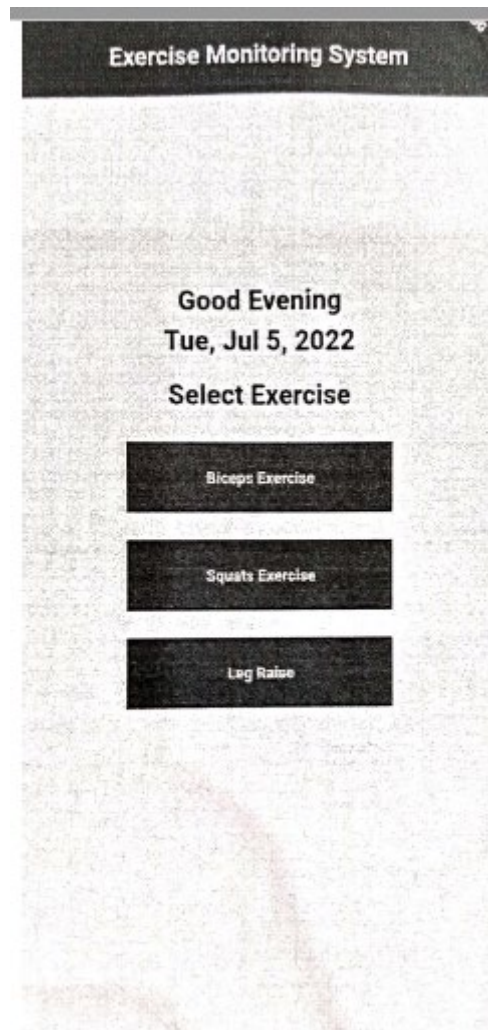 Exercise Monitoring System
Good Evening
Tue, Jul 5, 2022
Select Exercise
Biceps Exercise
Squats Exercise
Leg Raise